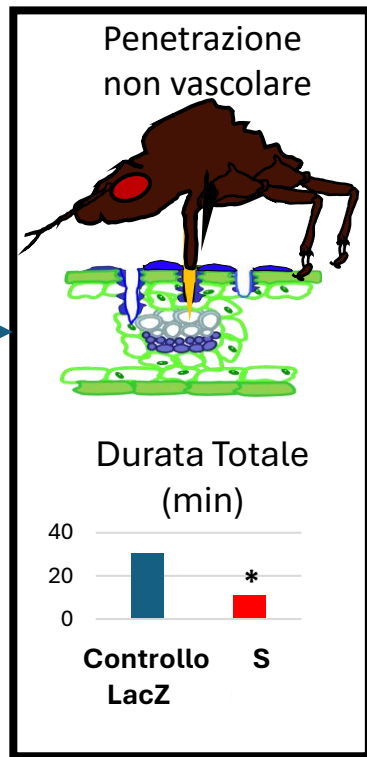 Penetrazione
non vascolare
Durata Totale
(min)
40
20
0
*
Controllo S
LacZ